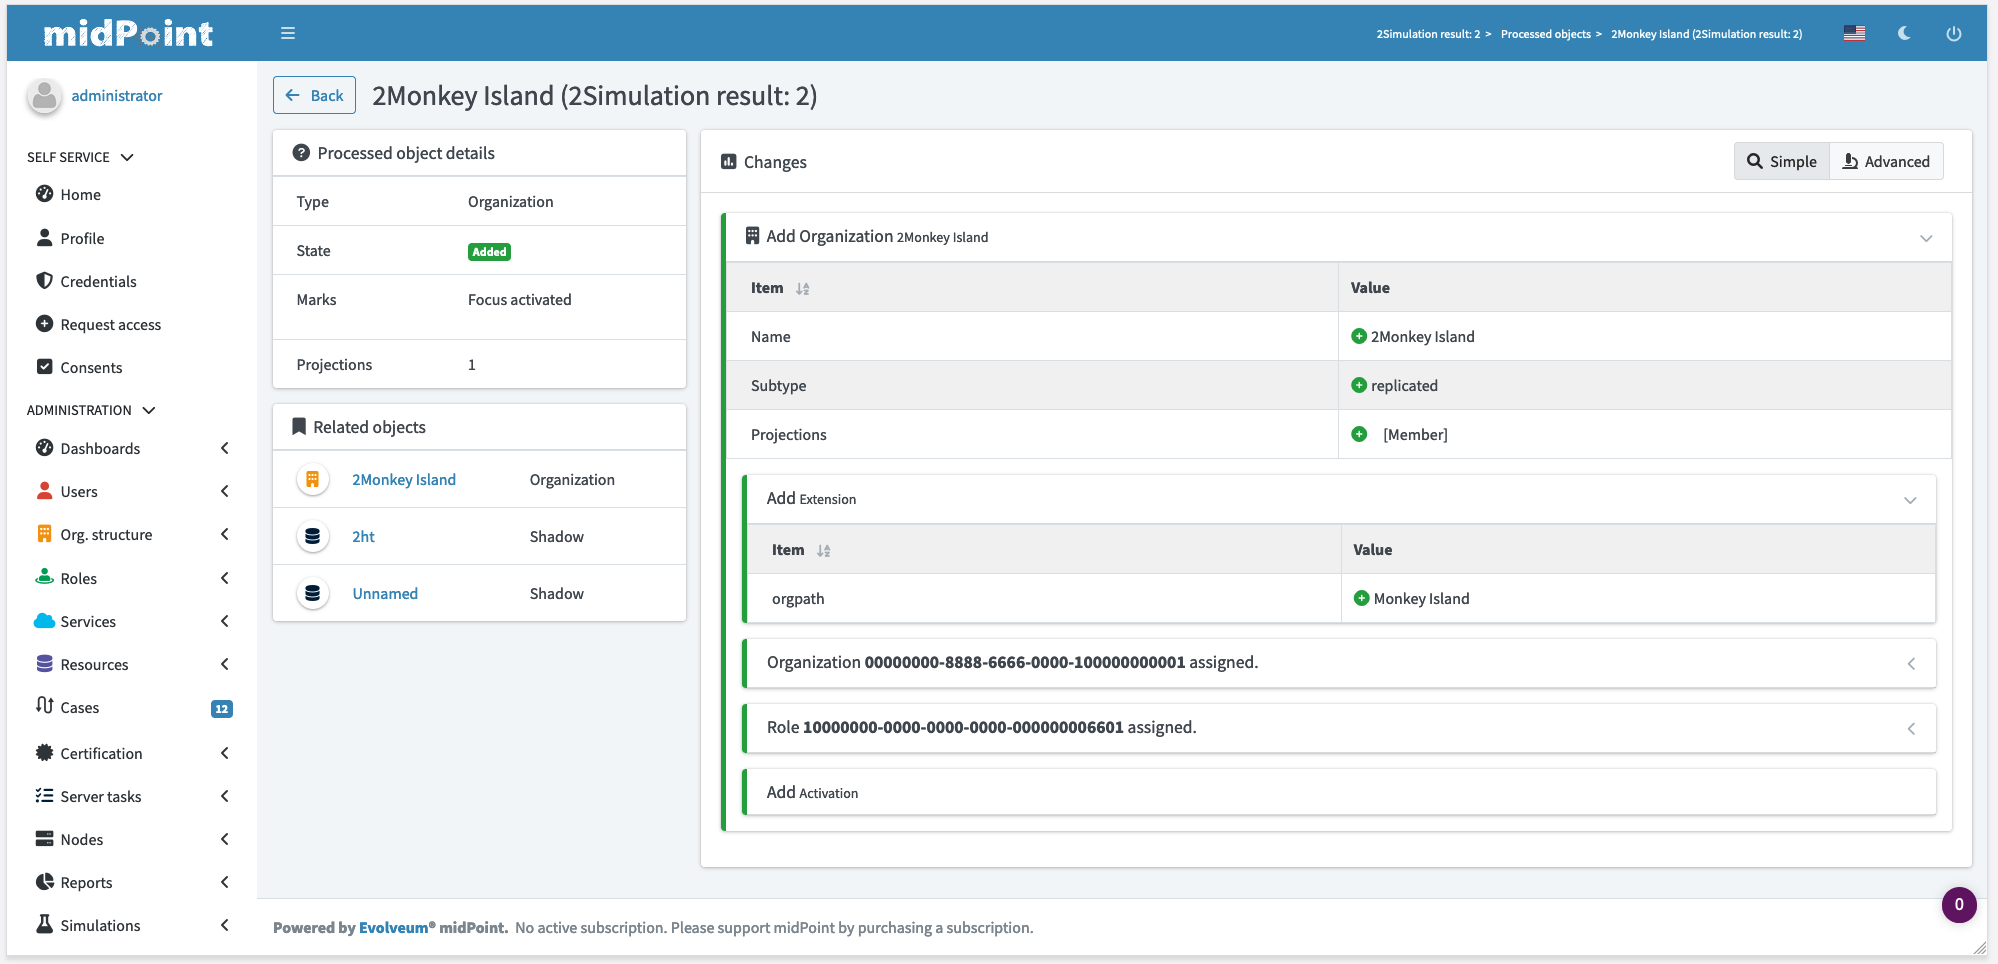 midPoint
2Simulation result: 2 > Processed objects > 2Monkey Island (2Simulation result: 2)
administrator
SELF SERVICE
Home
Profile
Credentials
Request access
Consents
ADMINISTRATION
Dashboards
Users
Org. structure
Roles
Services
Resources
Cases 12
Certification
Server tasks
Nodes
Reports
Simulations
Back 2Monkey Island (2Simulation result: 2)
Processed object details
Type Organization
State Added
Marks Focus activated
Projections 1
Related objects
2Monkey Island Organization
2ht Shadow
Unnamed Shadow
Changes
Simple Advanced
Add Organization 2Monkey Island
Item Value
Name 2Monkey Island
Subtype replicated
Projections [Member]
Add Extension
Item Value
orgpath Monkey Island
Organization 00000000-8888-6666-0000-100000000001 assigned.
Role 10000000-0000-0000-0000-000000006601 assigned.
Add Activation
0
Powered by Evolveum® midPoint. No active subscription. Please support midPoint by purchasing a subscription.